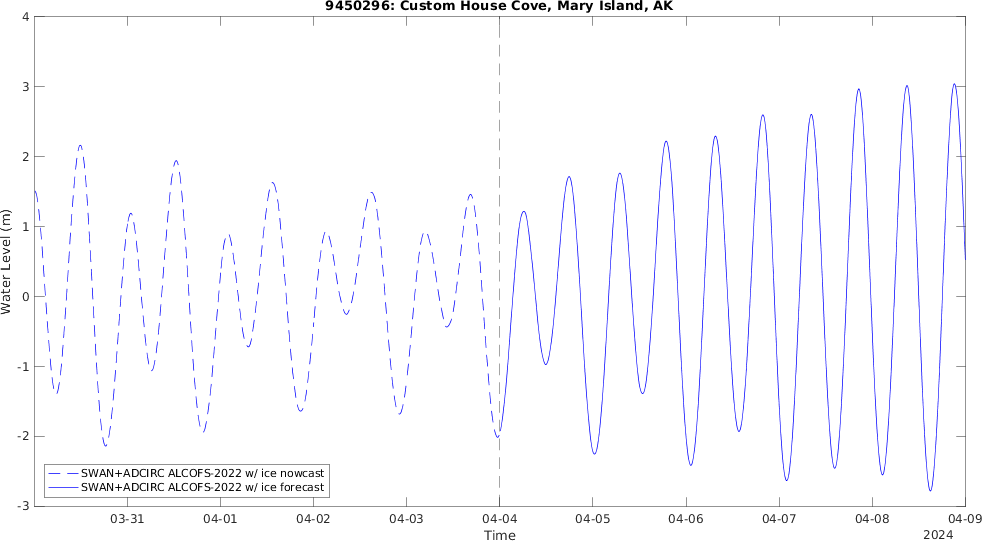 9450296: Custom House Cove, Mary Island, AK
4
3
2
1
0
-1
-2
-3
Water Level (m)
SWAN+ADCIRC ALCOFS-2022 w/ ice nowcast
SWAN+ADCIRC ALCOFS-2022 w/ ice forecast
03-31 04-01 04-02 04-03 04-04 04-05 04-06 04-07 04-08 04-09
Time
2024